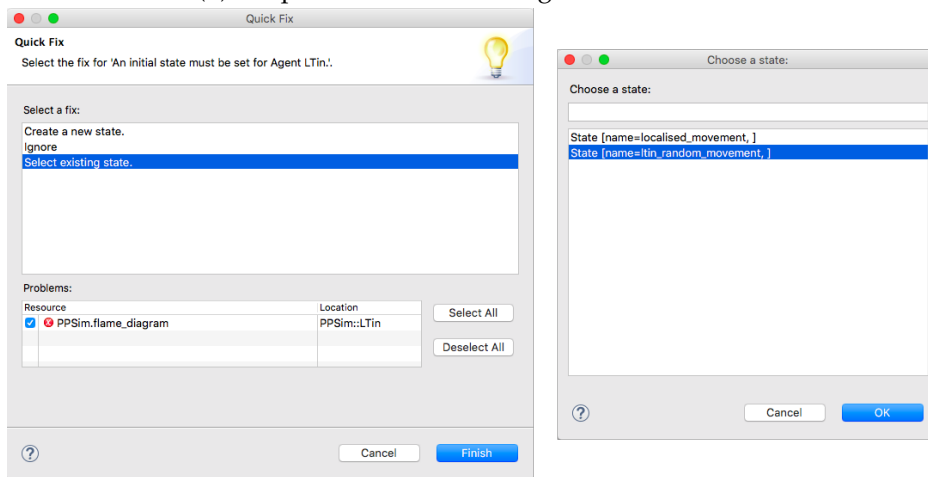 Quick Fix
Quick Fix
Select the fix for 'An initial state must be set for Agent LTin.'.
Select a fix:
Create a new state.
Ignore
Select existing state.
Problems:
Resource Location
PPSim.flame_diagram PPSim::LTin
Select All
Deselect All
? Cancel Finish
Choose a state:
Choose a state:
State [name=localised_movement, ]
State [name=ltin_random_movement, ]
? Cancel OK